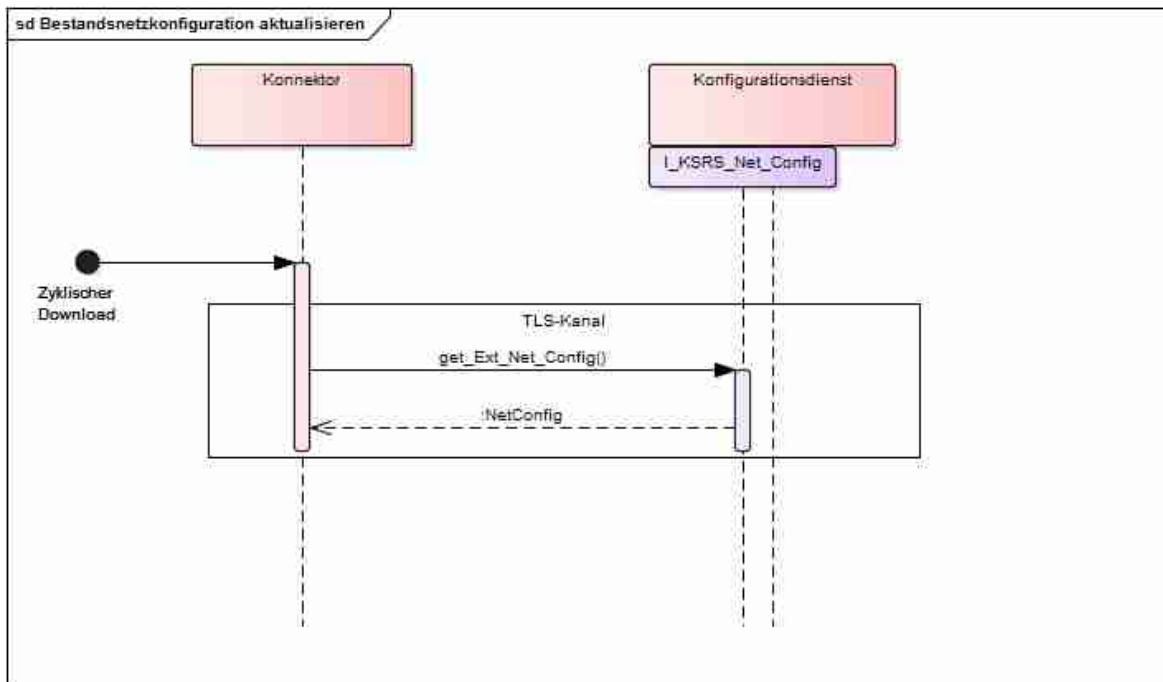 sd Bestandsnetzkonfiguration aktualisieren
Konnektor
Konfigurationsdienst
I_KSRS_Net_Config
Zyklischer
Download
TLS-Kanal
get_Ext_Net_Config()
:NetConfig